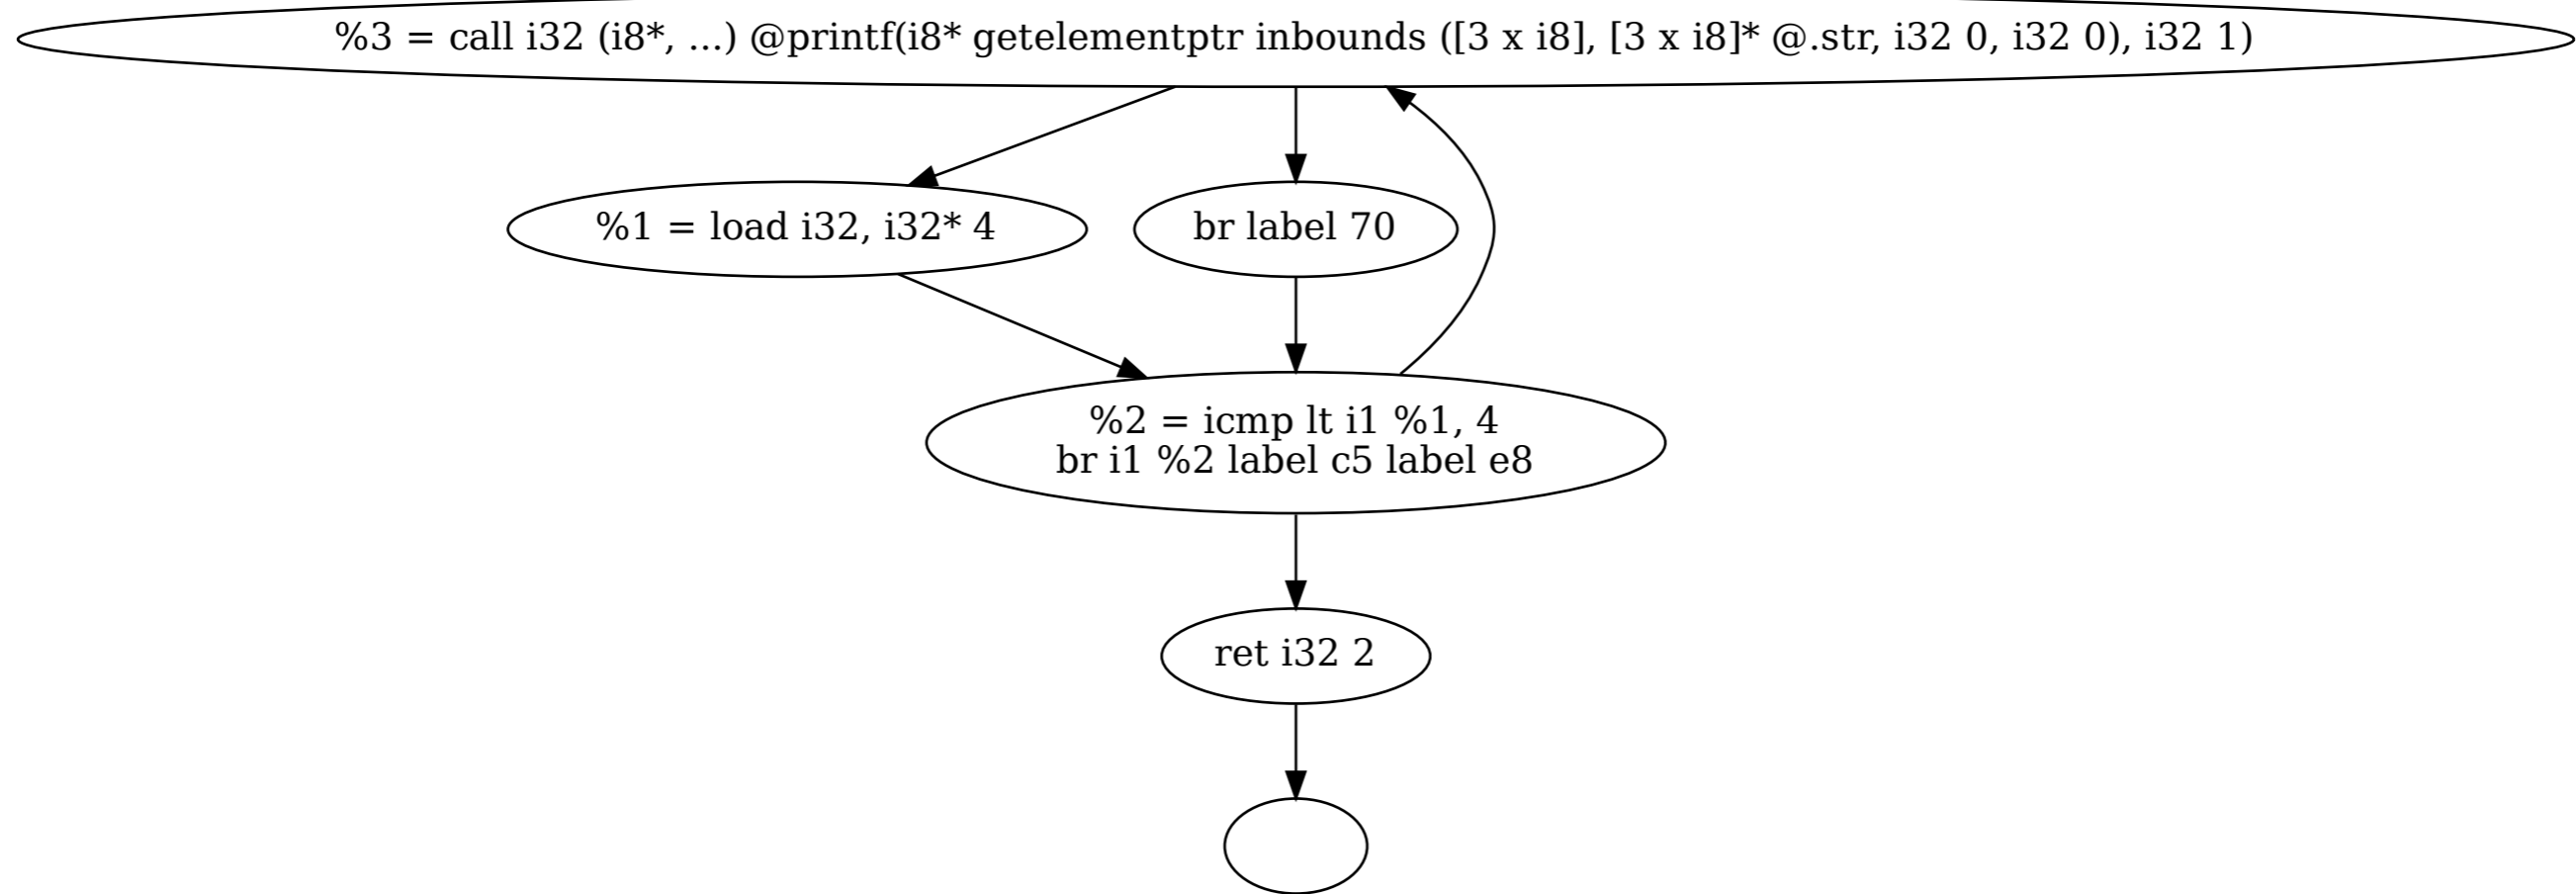 %3 = call i32 (i8*, ...) @printf(i8* getelementptr inbounds ([3 x i8], [3 x i8]* @.str, i32 0, i32 0), i32 1)
%1 = load i32, i32* 4
br label 70
%2 = icmp lt i1 %1, 4
br i1 %2 label c5 label e8
ret i32 2